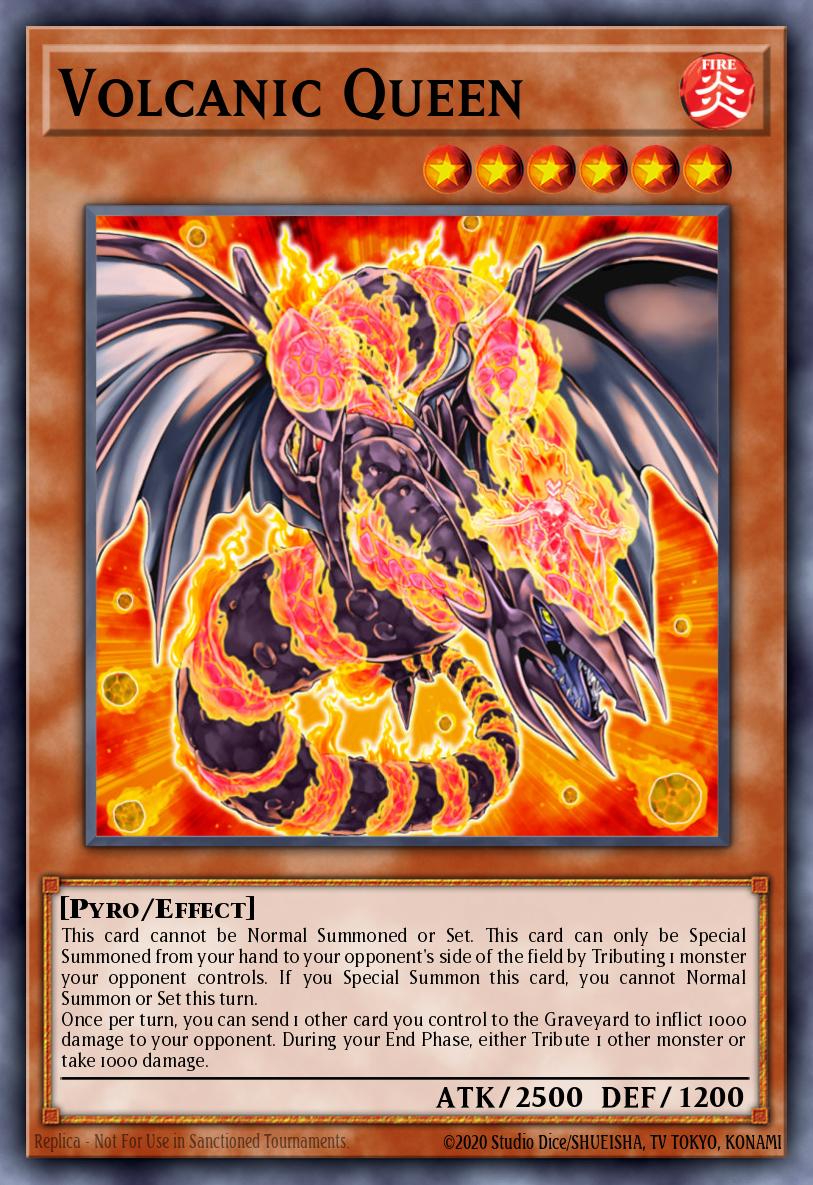 Volcanic Queen
FIRE
炎
[Pyro/Effect]
This card cannot be Normal Summoned or Set. This card can only be Special
Summoned from your hand to your opponent's side of the field by Tributing 1 monster
your opponent controls. If you Special Summon this card, you cannot Normal
Summon or Set this turn.
Once per turn, you can send 1 other card you control to the Graveyard to inflict 1000
damage to your opponent. During your End Phase, either Tribute 1 other monster or
take 1000 damage.
ATK/2500 DEF/1200
Replica - Not For Use in Sanctioned Tournaments.
©2020 Studio Dice/SHUEISHA, TV TOKYO, KONAMI